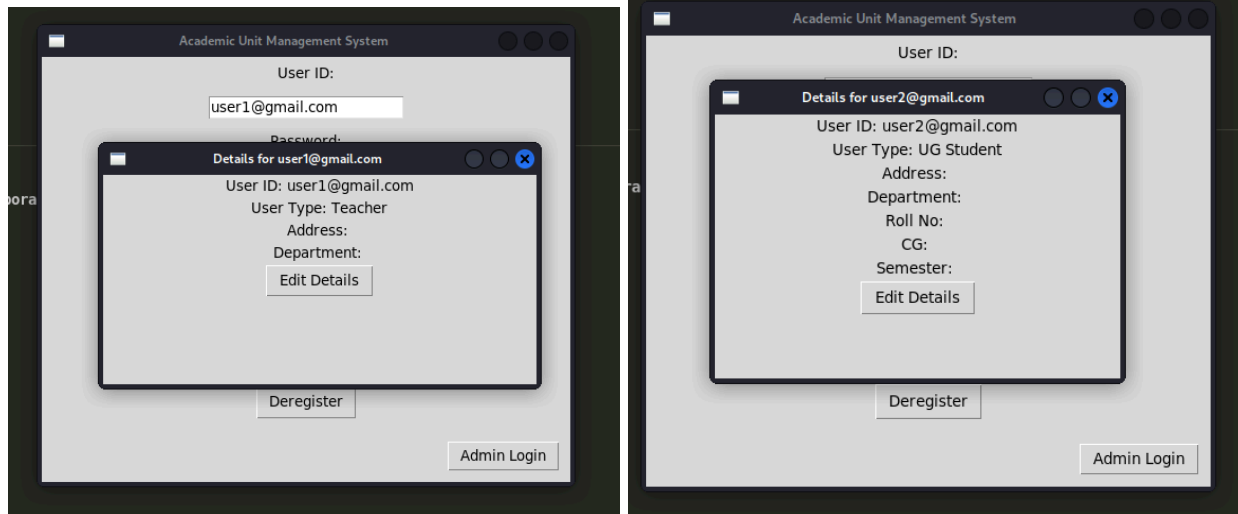 Academic Unit Management System
User ID:
user1@gmail.com
Password:
Details for user1@gmail.com
User ID: user1@gmail.com
User Type: Teacher
Address:
Department:
Edit Details
Deregister
Admin Login
pora
Academic Unit Management System
User ID:
Details for user2@gmail.com
User ID: user2@gmail.com
User Type: UG Student
Address:
Department:
Roll No:
CG:
Semester:
Edit Details
Deregister
Admin Login
ra